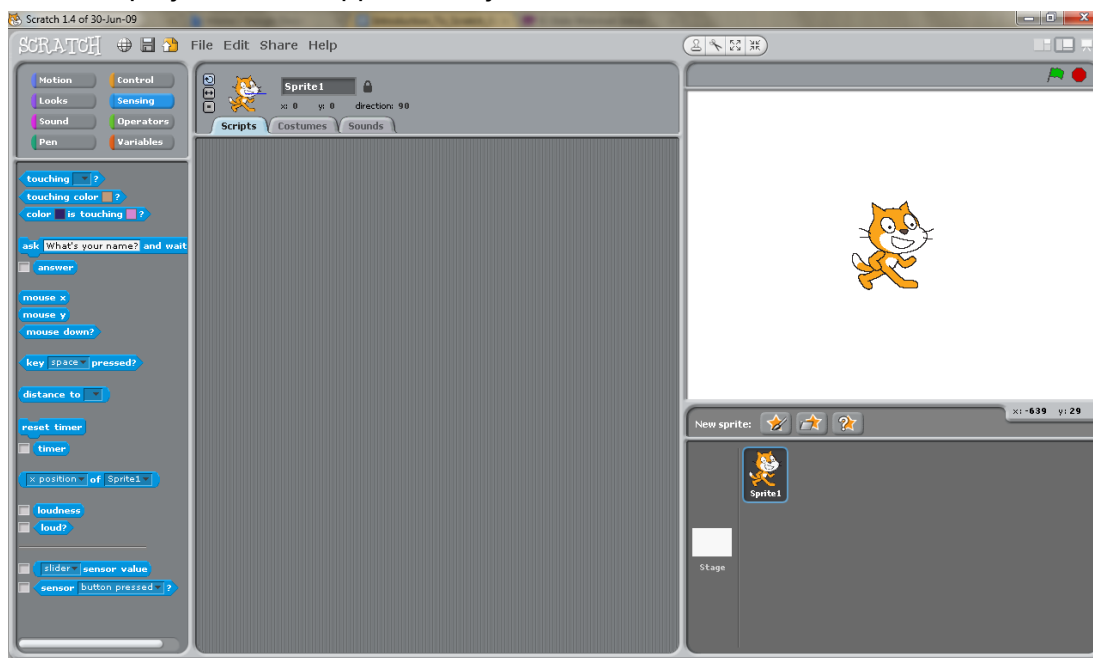 Scratch 1.4 of 30-Jun-09
SCRATCH File Edit Share Help
Motion Control
Looks Sensing
Sound Operators
Pen Variables
Sprite1
x: 0 y: 0 direction: 90
Scripts Costumes Sounds
touching ?
touching color ?
color is touching ?
ask What's your name? and wait
answer
mouse x
mouse y
mouse down?
key space pressed?
distance to
reset timer
timer
x position of Sprite1
loudness
loud?
slider sensor value
sensor button pressed ?
x: -639 y: 29
New sprite:
Sprite1
Stage